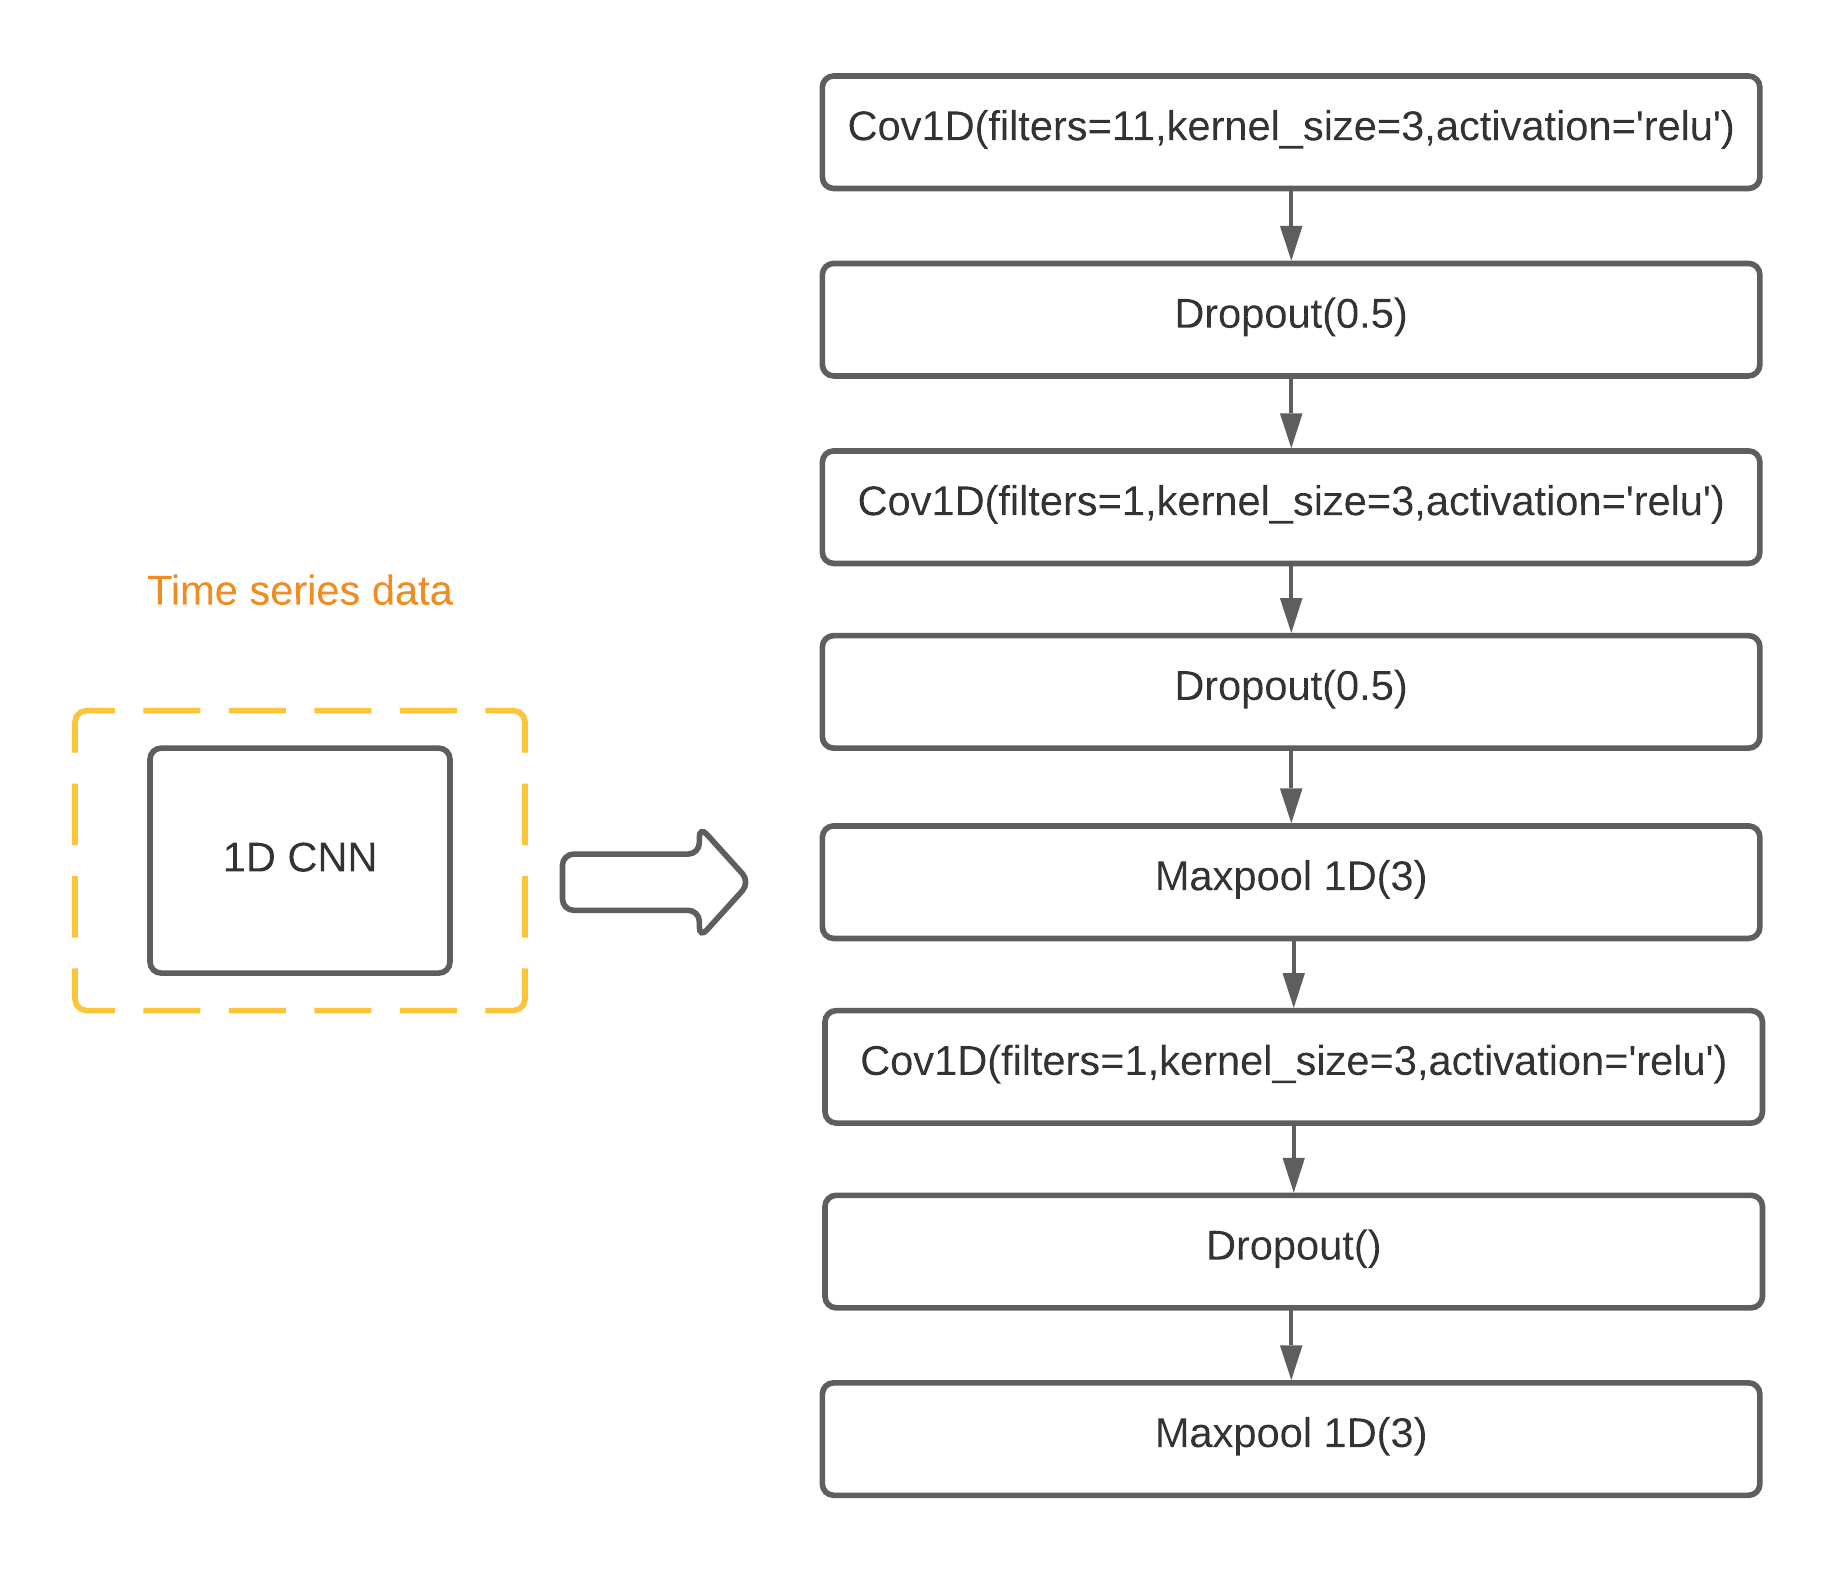 Time series data
1D CNN
Cov1D(filters=11,kernel_size=3,activation='relu')
Dropout(0.5)
Cov1D(filters=1,kernel_size=3,activation='relu')
Dropout(0.5)
Maxpool 1D(3)
Cov1D(filters=1,kernel_size=3,activation='relu')
Dropout()
Maxpool 1D(3)